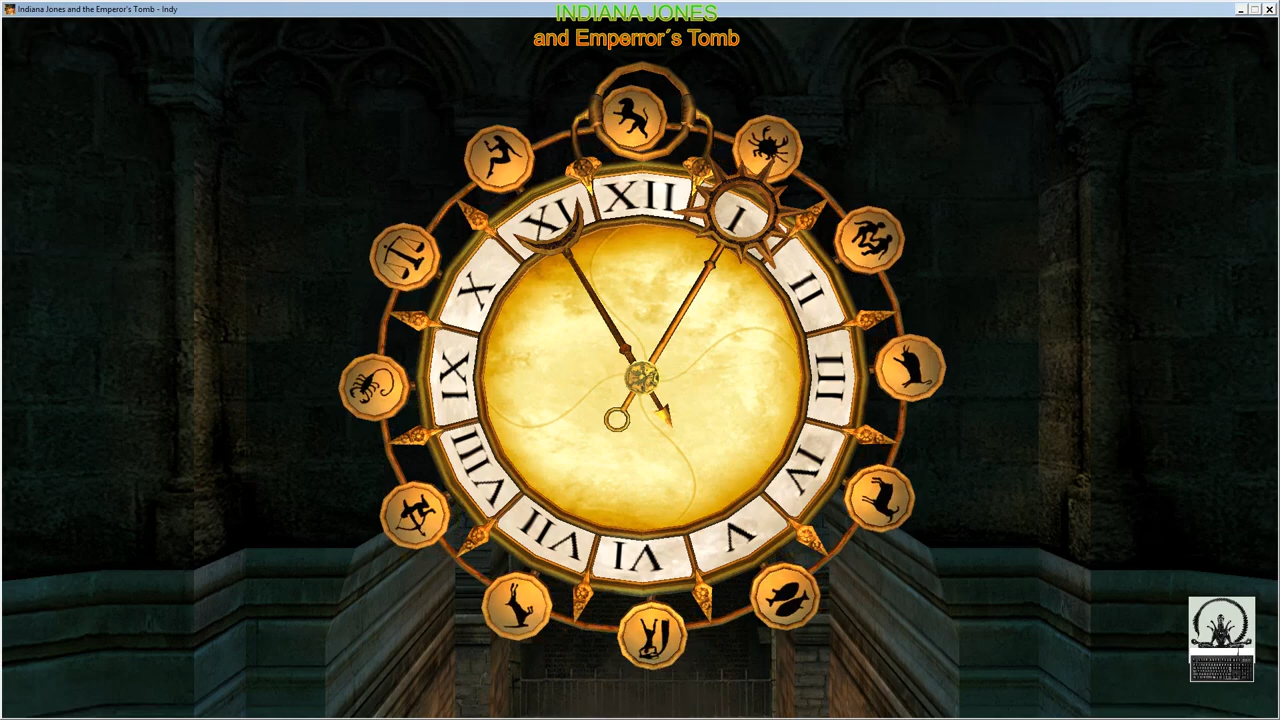 Indiana Jones and the Emperor's Tomb - Indy
INDIANA JONES
and Emperror´s Tomb
XII
I
II
III
IV
V
VI
VII
VIII
IX
X
XI